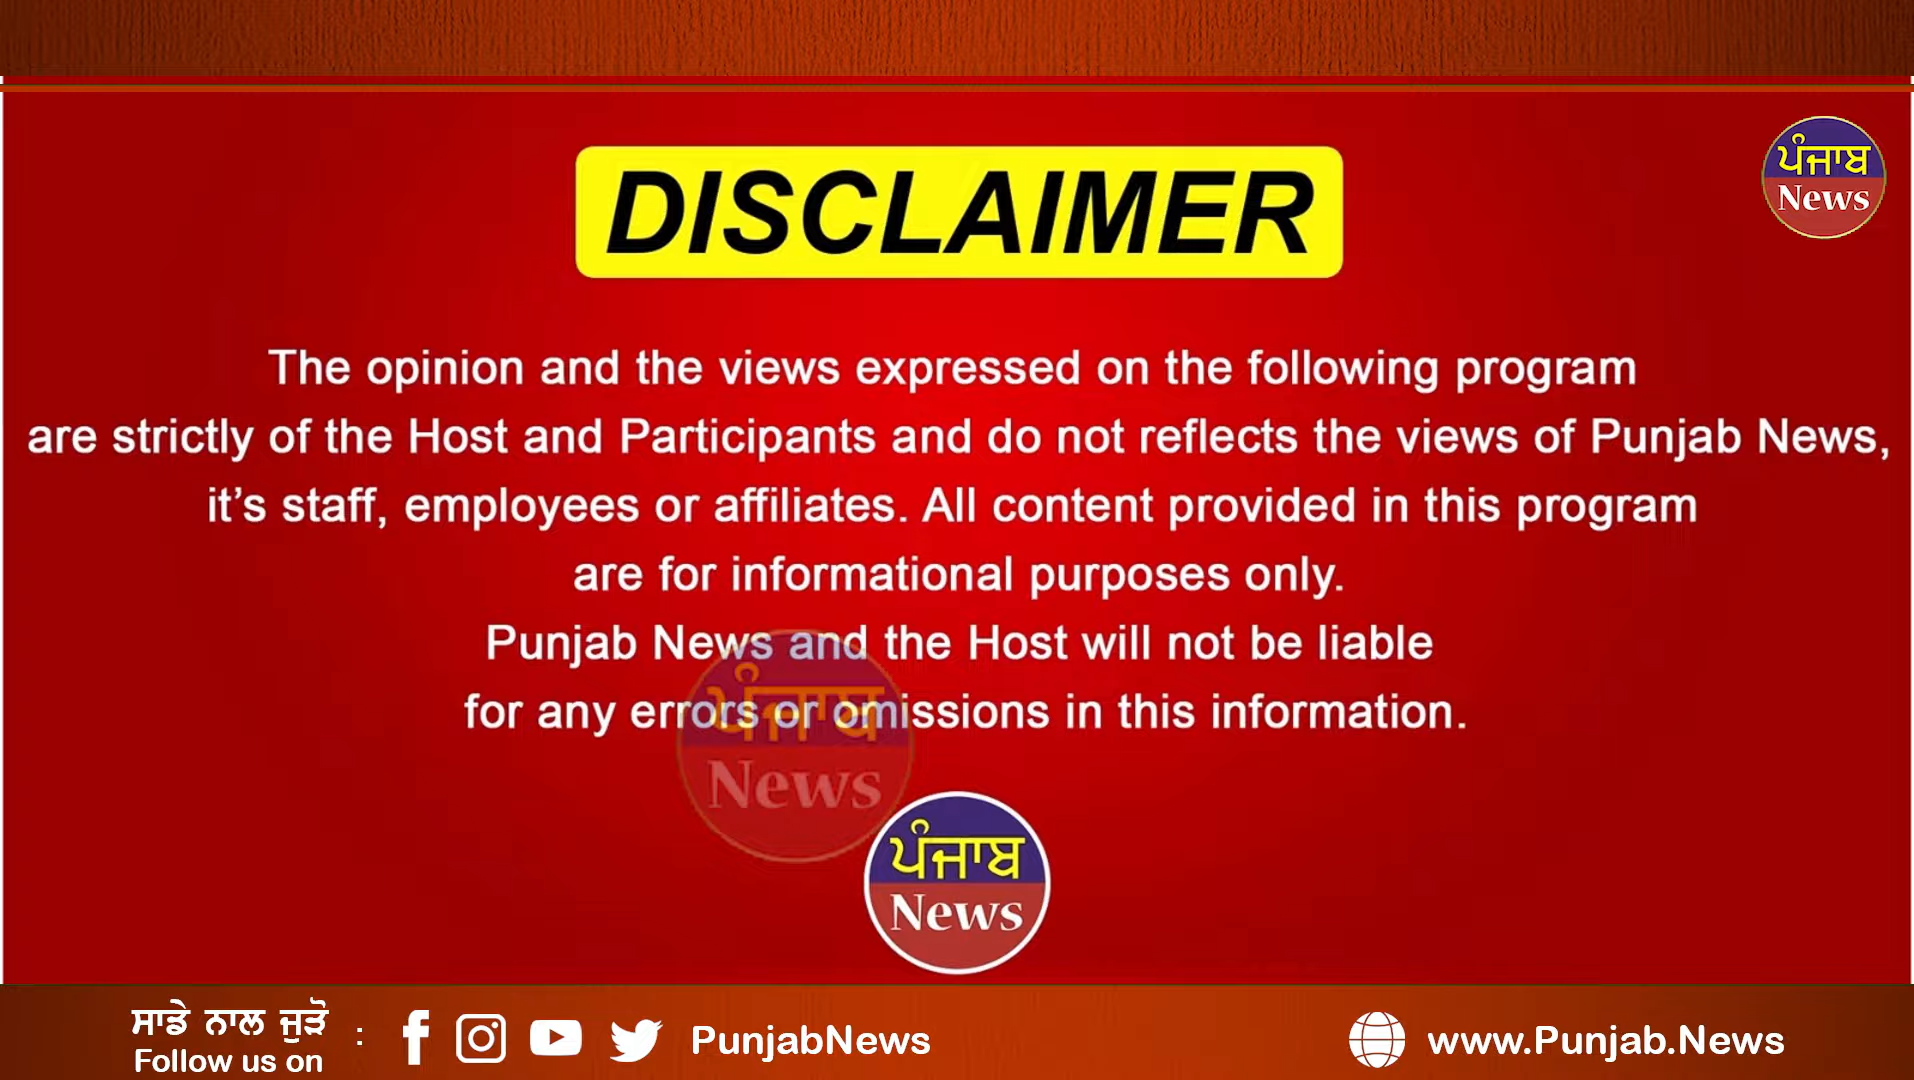 ਪੰਜਾਬ
News
DISCLAIMER
The opinion and the views expressed on the following program
are strictly of the Host and Participants and do not reflects the views of Punjab News,
it’s staff, employees or affiliates. All content provided in this program
are for informational purposes only.
Punjab News and the Host will not be liable
for any errors or omissions in this information.
ਪੰਜਾਬ
News
ਪੰਜਾਬ
News
ਸਾਡੇ ਨਾਲ ਜੁੜੋ :
Follow us on
PunjabNews
www.Punjab.News